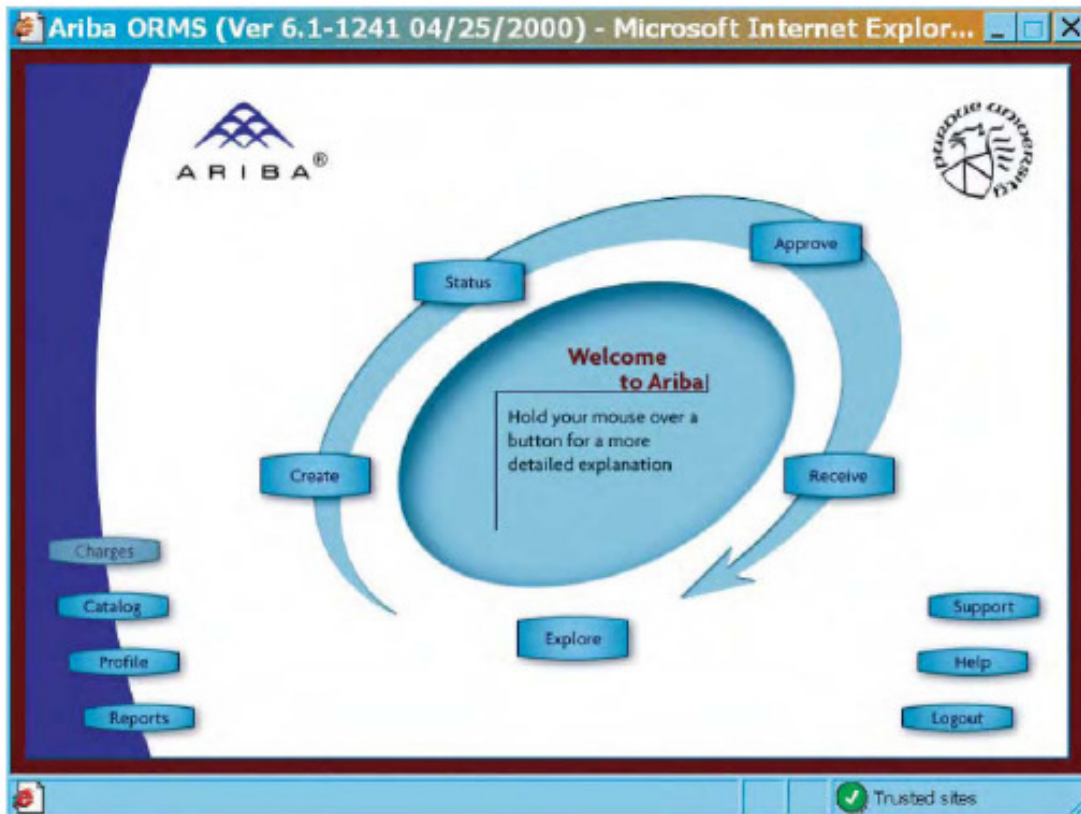 Ariba ORMS (Ver 6.1-1241 04/25/2000) - Microsoft Internet Explor...
ARIBA®
purdue university
Approve
Status
Welcome
to Ariba
Hold your mouse over a
button for a more
detailed explanation
Create
Receive
Charges
Catalog
Support
Explore
Profile
Help
Reports
Logout
Trusted sites